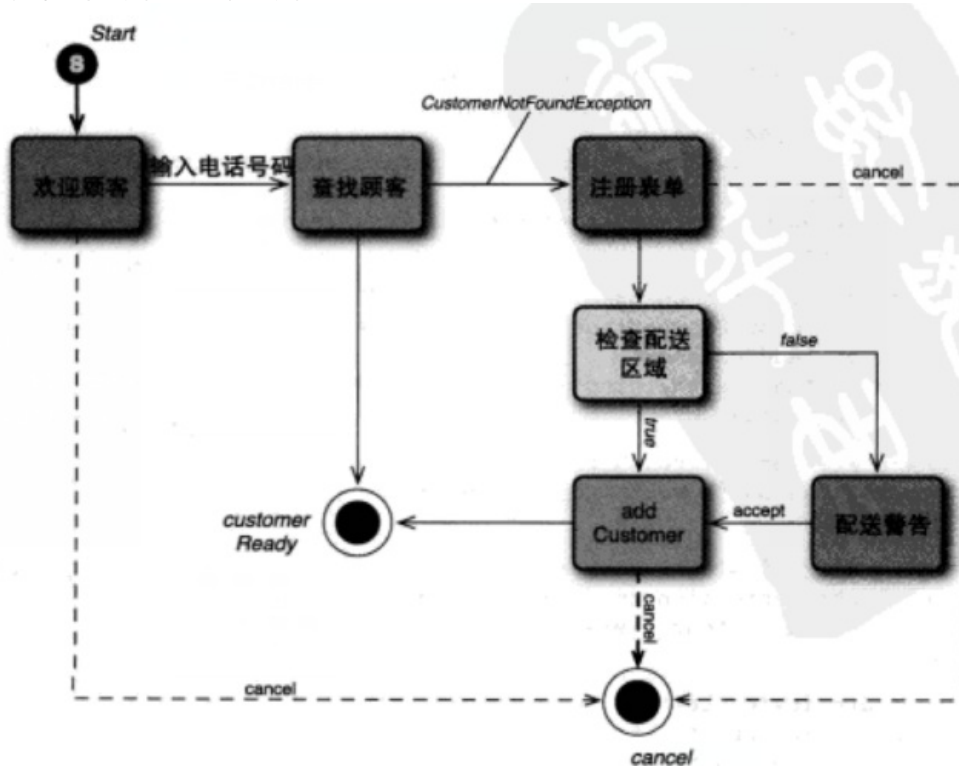 Start
S
CustomerNotFoundException
欢迎顾客
输入电话号码
查找顾客
注册表单
cancel
检查配送
区域
false
true
customer
Ready
add
Customer
accept
配送警告
cancel
cancel
cancel